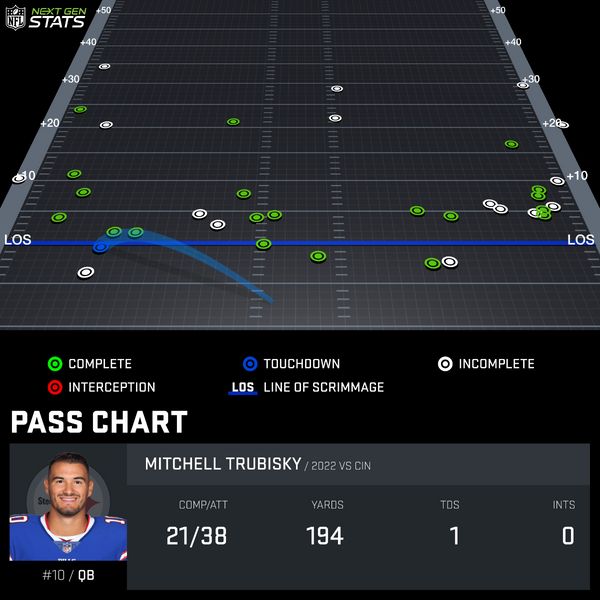 NFL NEXT GEN
STATS
+50 +50
+30 +30
+20 +20
+10 +10
LOS LOS
COMPLETE TOUCHDOWN INCOMPLETE
INTERCEPTION LOS LINE OF SCRIMMAGE
PASS CHART
MITCHELL TRUBISKY / 2022 VS CIN
COMP/ATT YARDS TDS INTS
21/38 194 1 0
#10 / QB